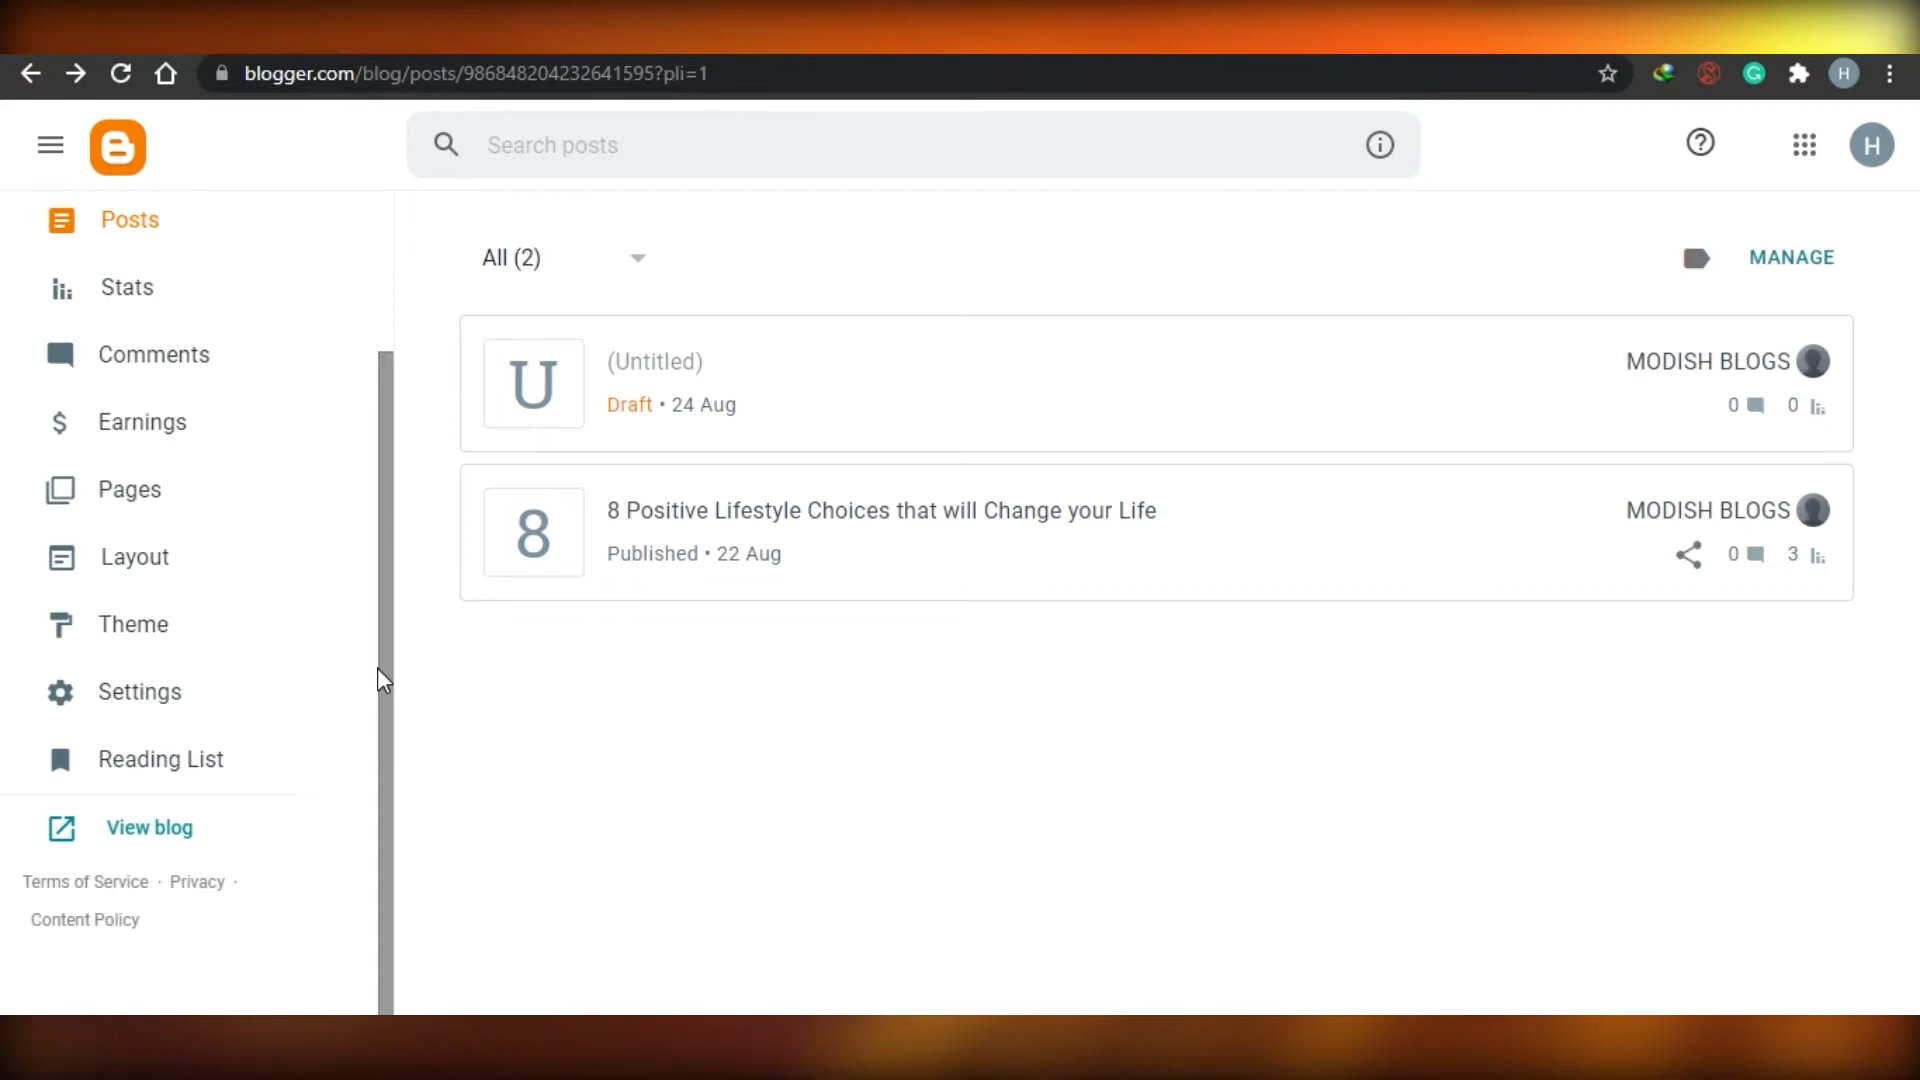 blogger.com/blog/posts/986848204232641595?pli=1
H
Search posts
H
Posts
Stats
Comments
Earnings
Pages
Layout
Theme
Settings
Reading List
View blog
Terms of Service · Privacy ·
Content Policy
All (2)
MANAGE
U
(Untitled)
MODISH BLOGS
Draft • 24 Aug
0 0
8
8 Positive Lifestyle Choices that will Change your Life
MODISH BLOGS
Published • 22 Aug
0 3